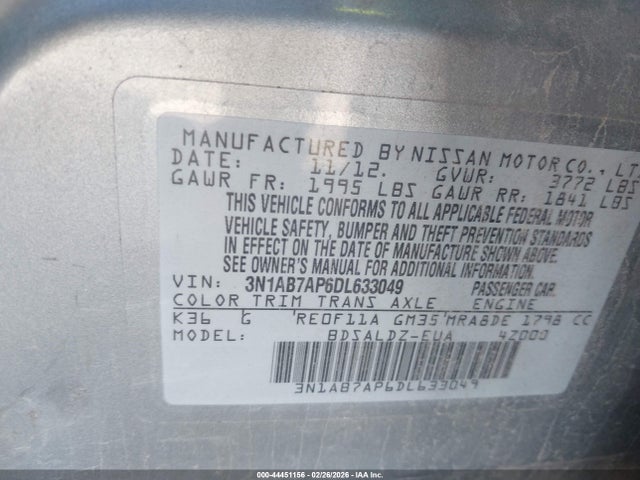 MANUFACTURED BY NISSAN MOTOR CO., LT
DATE: 11/12. GVWR: 3772 LBS
GAWR FR: 1995 LBS GAWR RR: 1841 LBS
THIS VEHICLE CONFORMS TO ALL APPLICABLE FEDERAL MOTOR
VEHICLE SAFETY, BUMPER AND THEFT PREVENTION STANDARDS
IN EFFECT ON THE DATE OF MANUFACTURE SHOWN ABOVE.
SEE OWNER'S MANUAL FOR ADDITIONAL INFORMATION.
VIN: 3N1AB7AP6DL633049 PASSENGER CAR.
COLOR TRIM TRANS AXLE ENGINE
K36 G RE0F11A GM35 MRA8DE 1798 CC
MODEL: BDSALDZ-EUA 4Z000
3N1AB7AP6DL633049
000-44451156 | 02/26/2026 | IAA Inc.